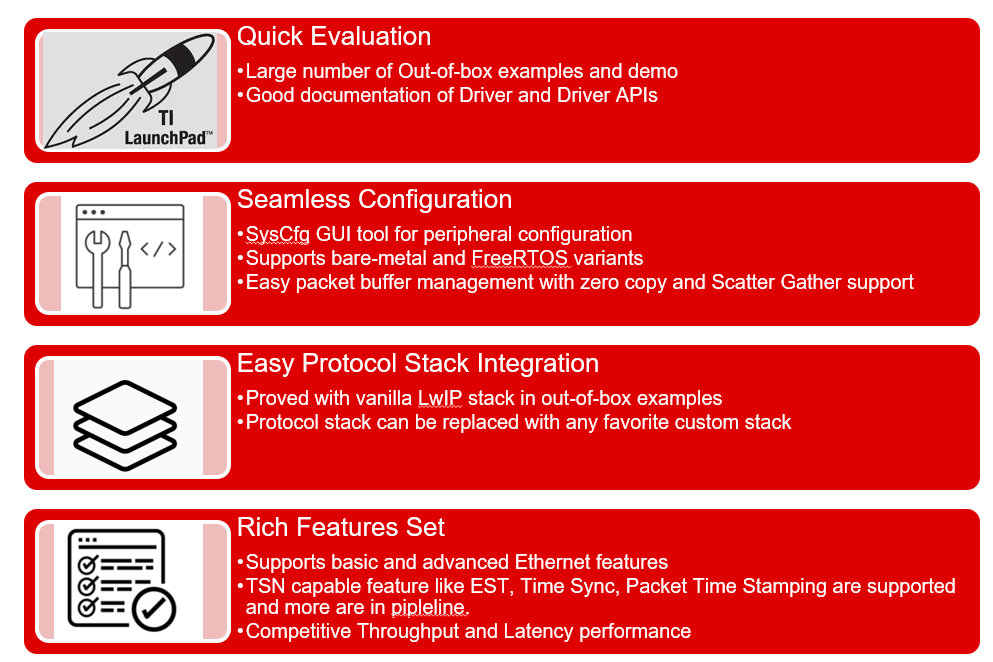 Quick Evaluation
•Large number of Out-of-box examples and demo
•Good documentation of Driver and Driver APIs
TI
LaunchPad™
Seamless Configuration
•SysCfg GUI tool for peripheral configuration
•Supports bare-metal and FreeRTOS variants
•Easy packet buffer management with zero copy and Scatter Gather support
</>
Easy Protocol Stack Integration
•Proved with vanilla LwIP stack in out-of-box examples
•Protocol stack can be replaced with any favorite custom stack
Rich Features Set
•Supports basic and advanced Ethernet features
•TSN capable feature like EST, Time Sync, Packet Time Stamping are supported
and more are in pipleline.
•Competitive Throughput and Latency performance